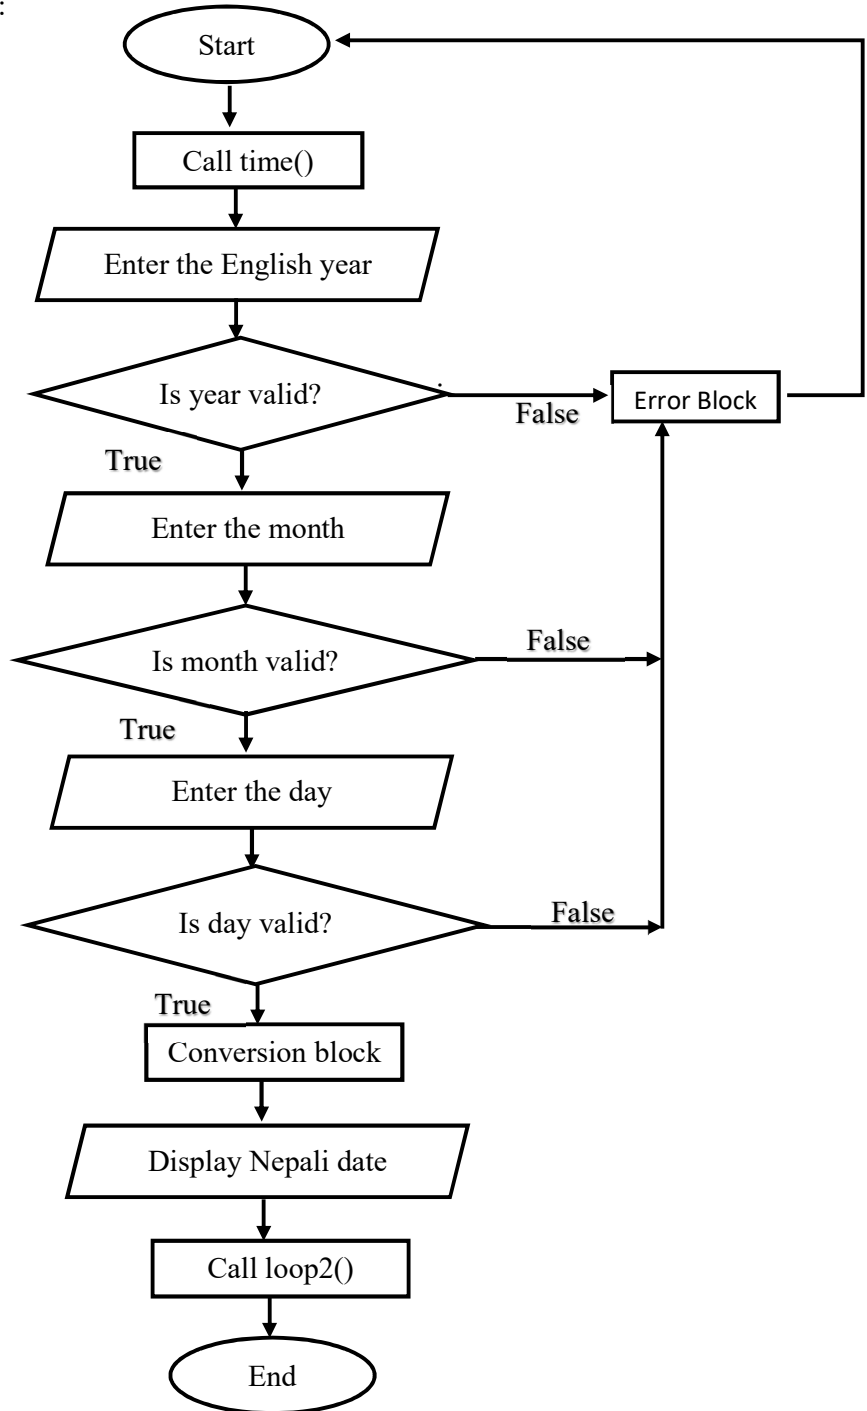 :
Start
Call time()
Enter the English year
Is year valid?
False
Error Block
True
Enter the month
Is month valid?
False
True
Enter the day
Is day valid?
False
True
Conversion block
Display Nepali date
Call loop2()
End